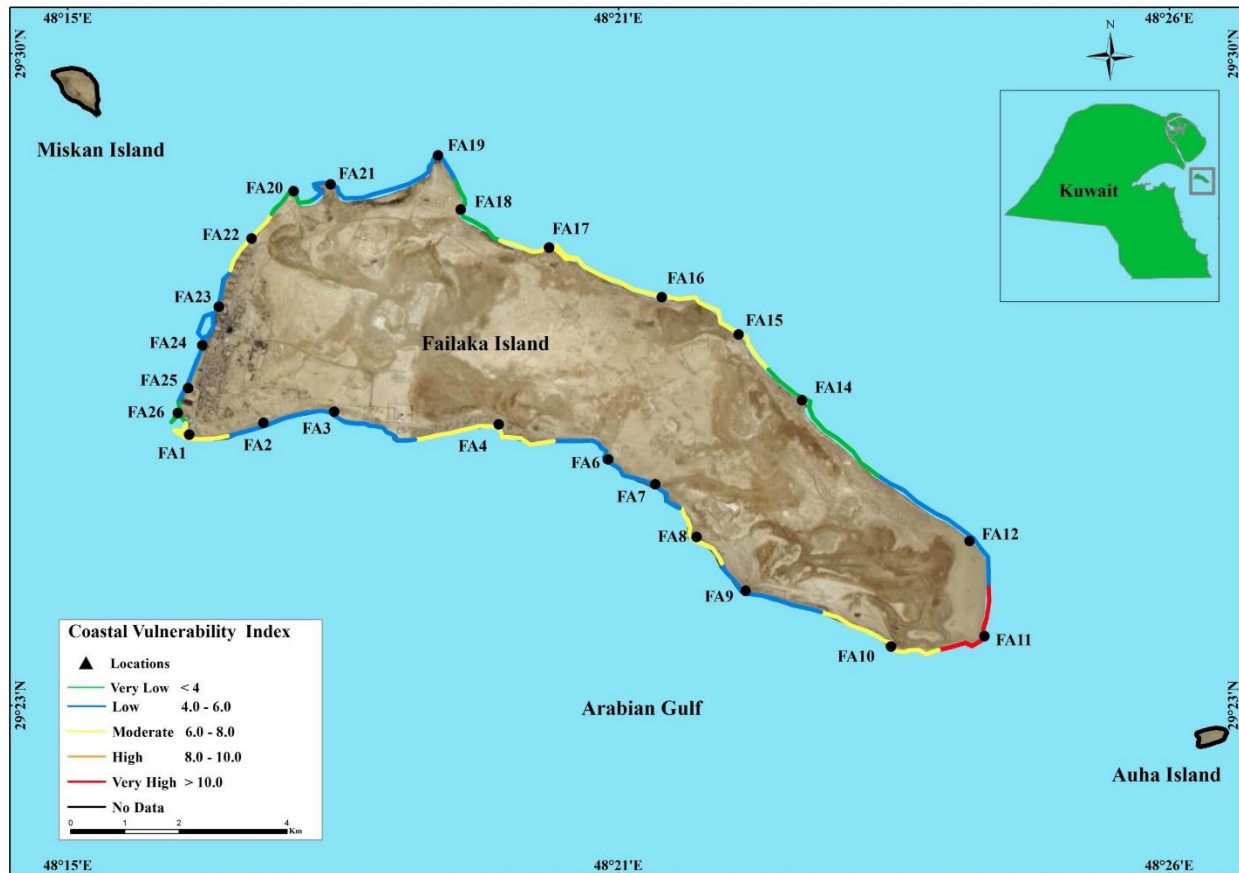 48°15'E
48°21'E
48°26'E
29°30'N
29°30'N
N
Miskan Island
Kuwait
FA19
FA21
FA20
FA18
FA22
FA17
FA16
FA23
FA15
FA24
Failaka Island
FA25
FA14
FA26
FA1
FA2
FA3
FA4
FA6
FA7
FA8
FA12
FA9
FA11
FA10
Arabian Gulf
29°23'N
29°23'N
Auha Island
Coastal Vulnerability Index
Locations
Very Low < 4
Low 4.0 - 6.0
Moderate 6.0 - 8.0
High 8.0 - 10.0
Very High > 10.0
No Data
0 1 2 4
Km
48°15'E
48°21'E
48°26'E